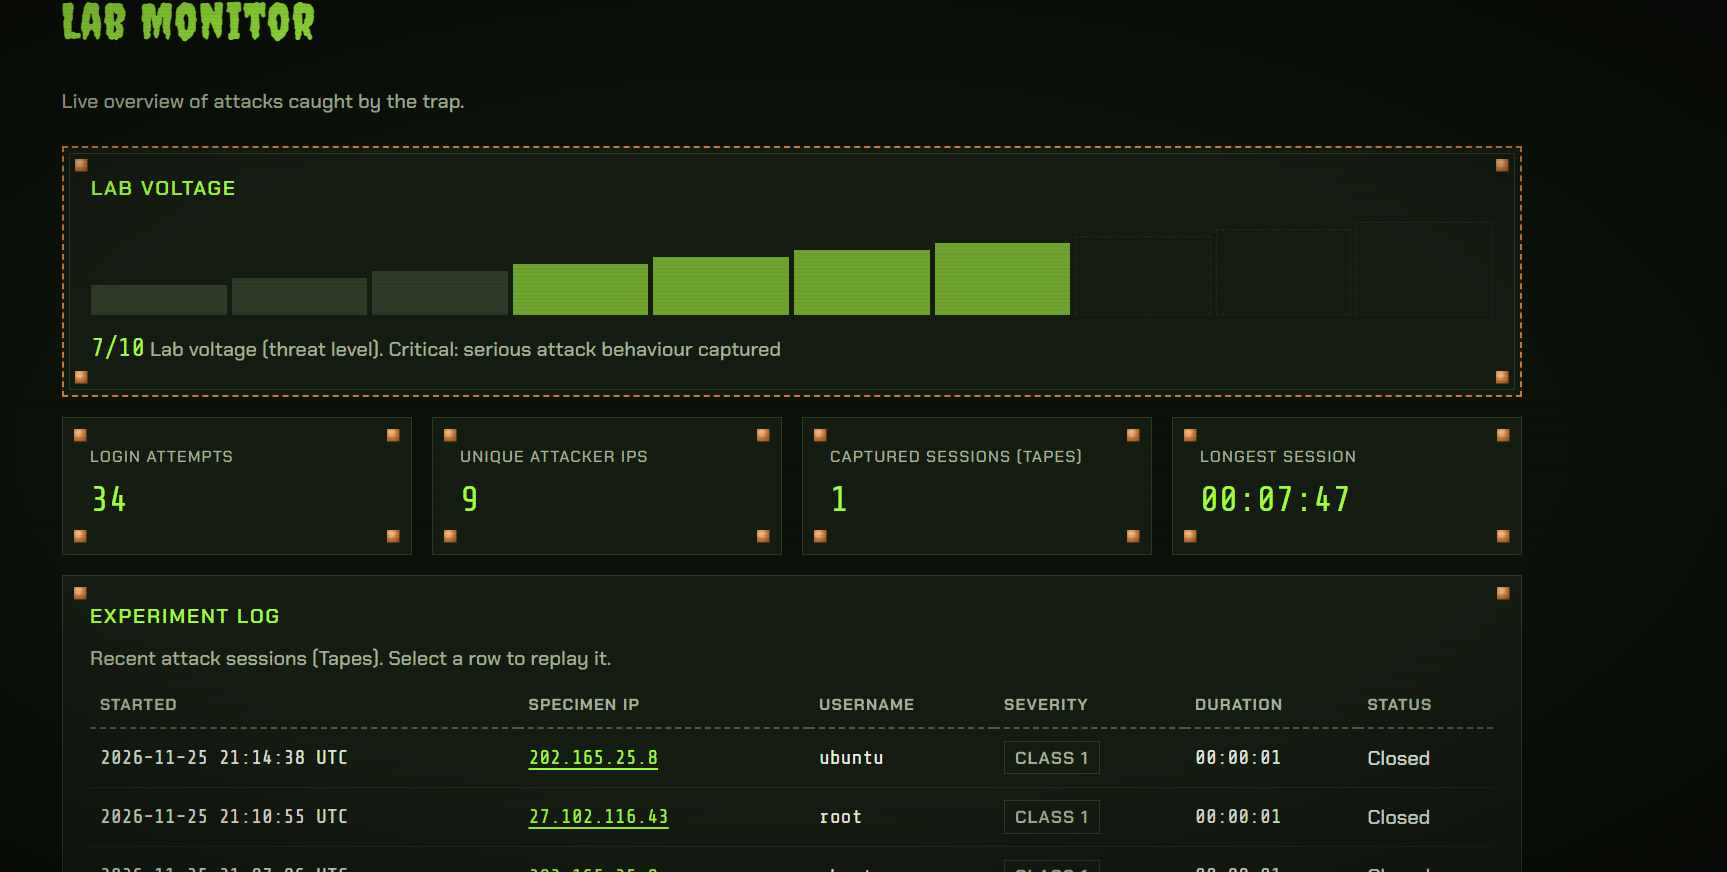 LAB MONITOR
Live overview of attacks caught by the trap.
LAB VOLTAGE
7/10 Lab voltage (threat level). Critical: serious attack behaviour captured
LOGIN ATTEMPTS
34
UNIQUE ATTACKER IPS
9
CAPTURED SESSIONS (TAPES)
1
LONGEST SESSION
00:07:47
EXPERIMENT LOG
Recent attack sessions (Tapes). Select a row to replay it.
STARTED SPECIMEN IP USERNAME SEVERITY DURATION STATUS
2026-11-25 21:14:38 UTC 202.165.25.8 ubuntu CLASS 1 00:00:01 Closed
2026-11-25 21:10:55 UTC 27.102.116.43 root CLASS 1 00:00:01 Closed